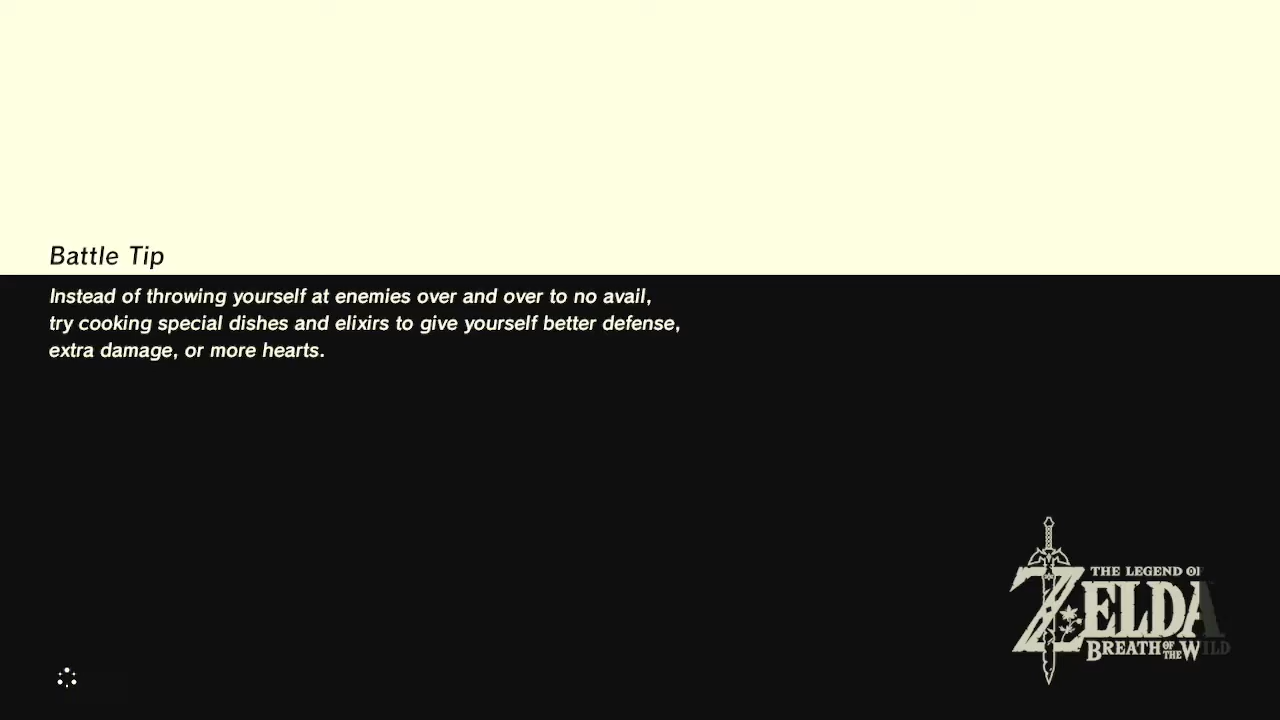 Battle Tip
Instead of throwing yourself at enemies over and over to no avail,
try cooking special dishes and elixirs to give yourself better defense,
extra damage, or more hearts.
THE LEGEND OF
ZELDA
BREATH OF THE WILD